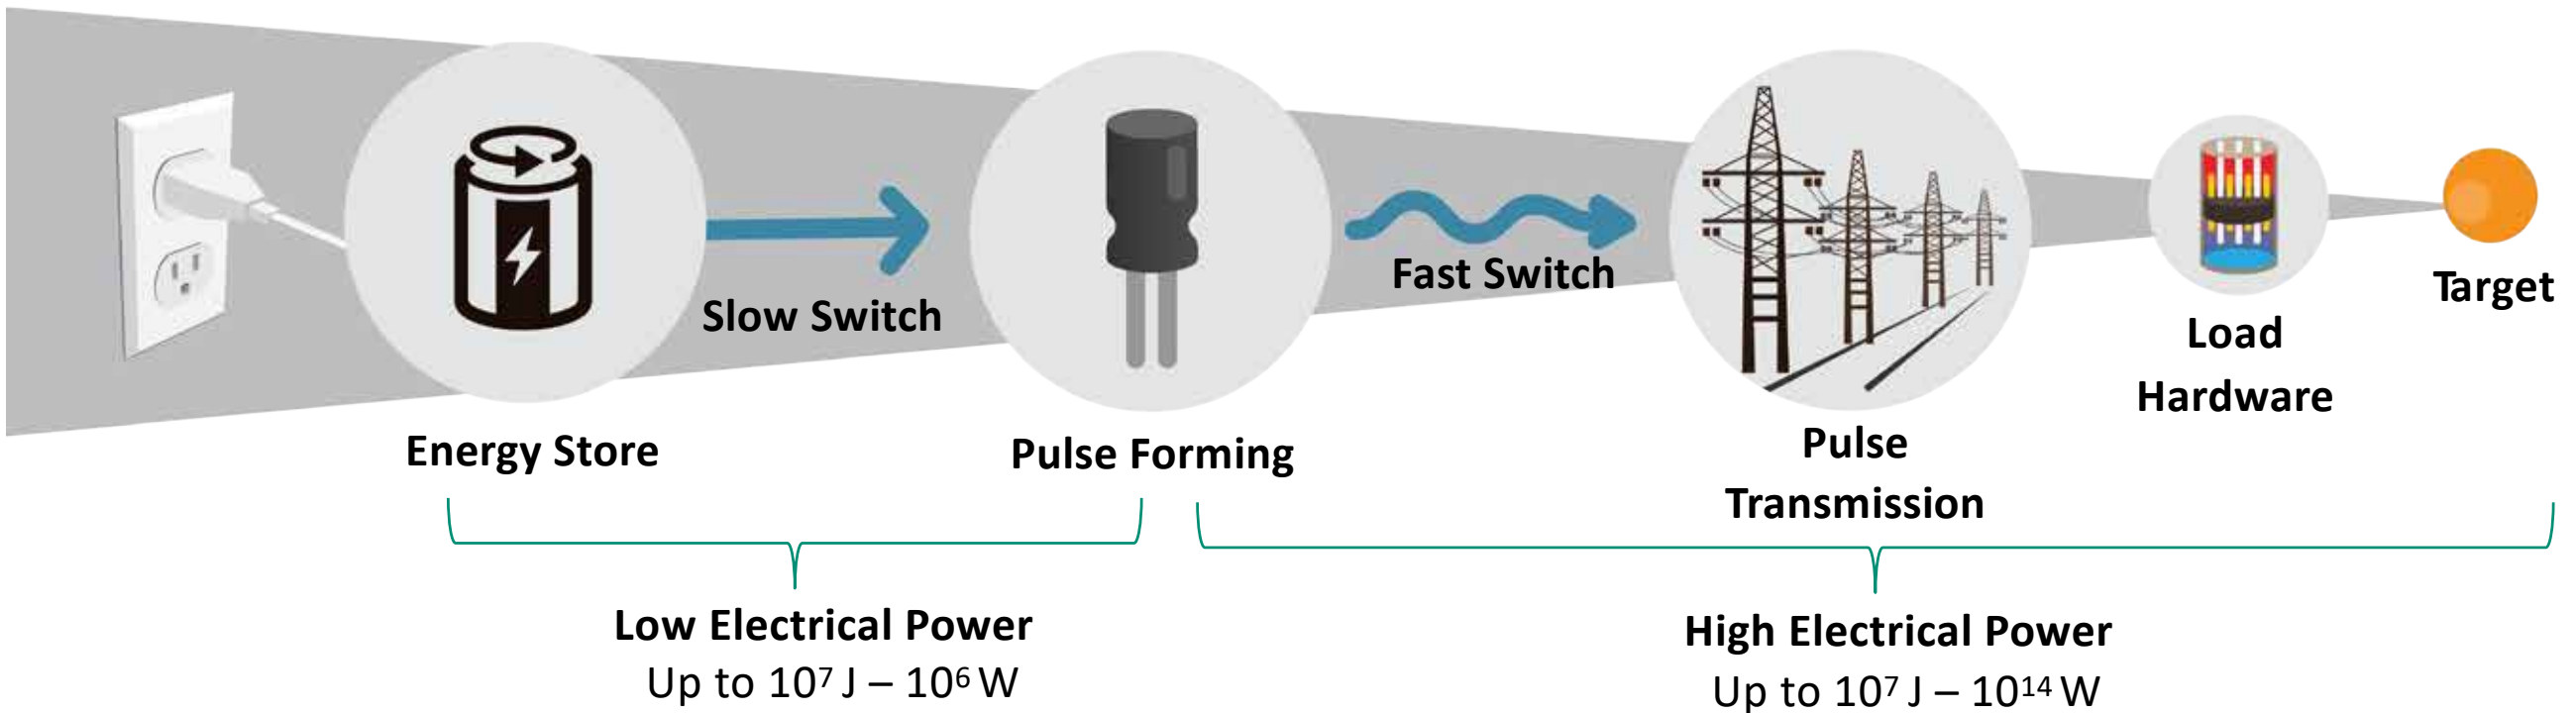 Slow Switch
Fast Switch
Target
Load
Hardware
Energy Store
Pulse Forming
Pulse
Transmission
Low Electrical Power
Up to 10⁷ J – 10⁶ W
High Electrical Power
Up to 10⁷ J – 10¹⁴ W